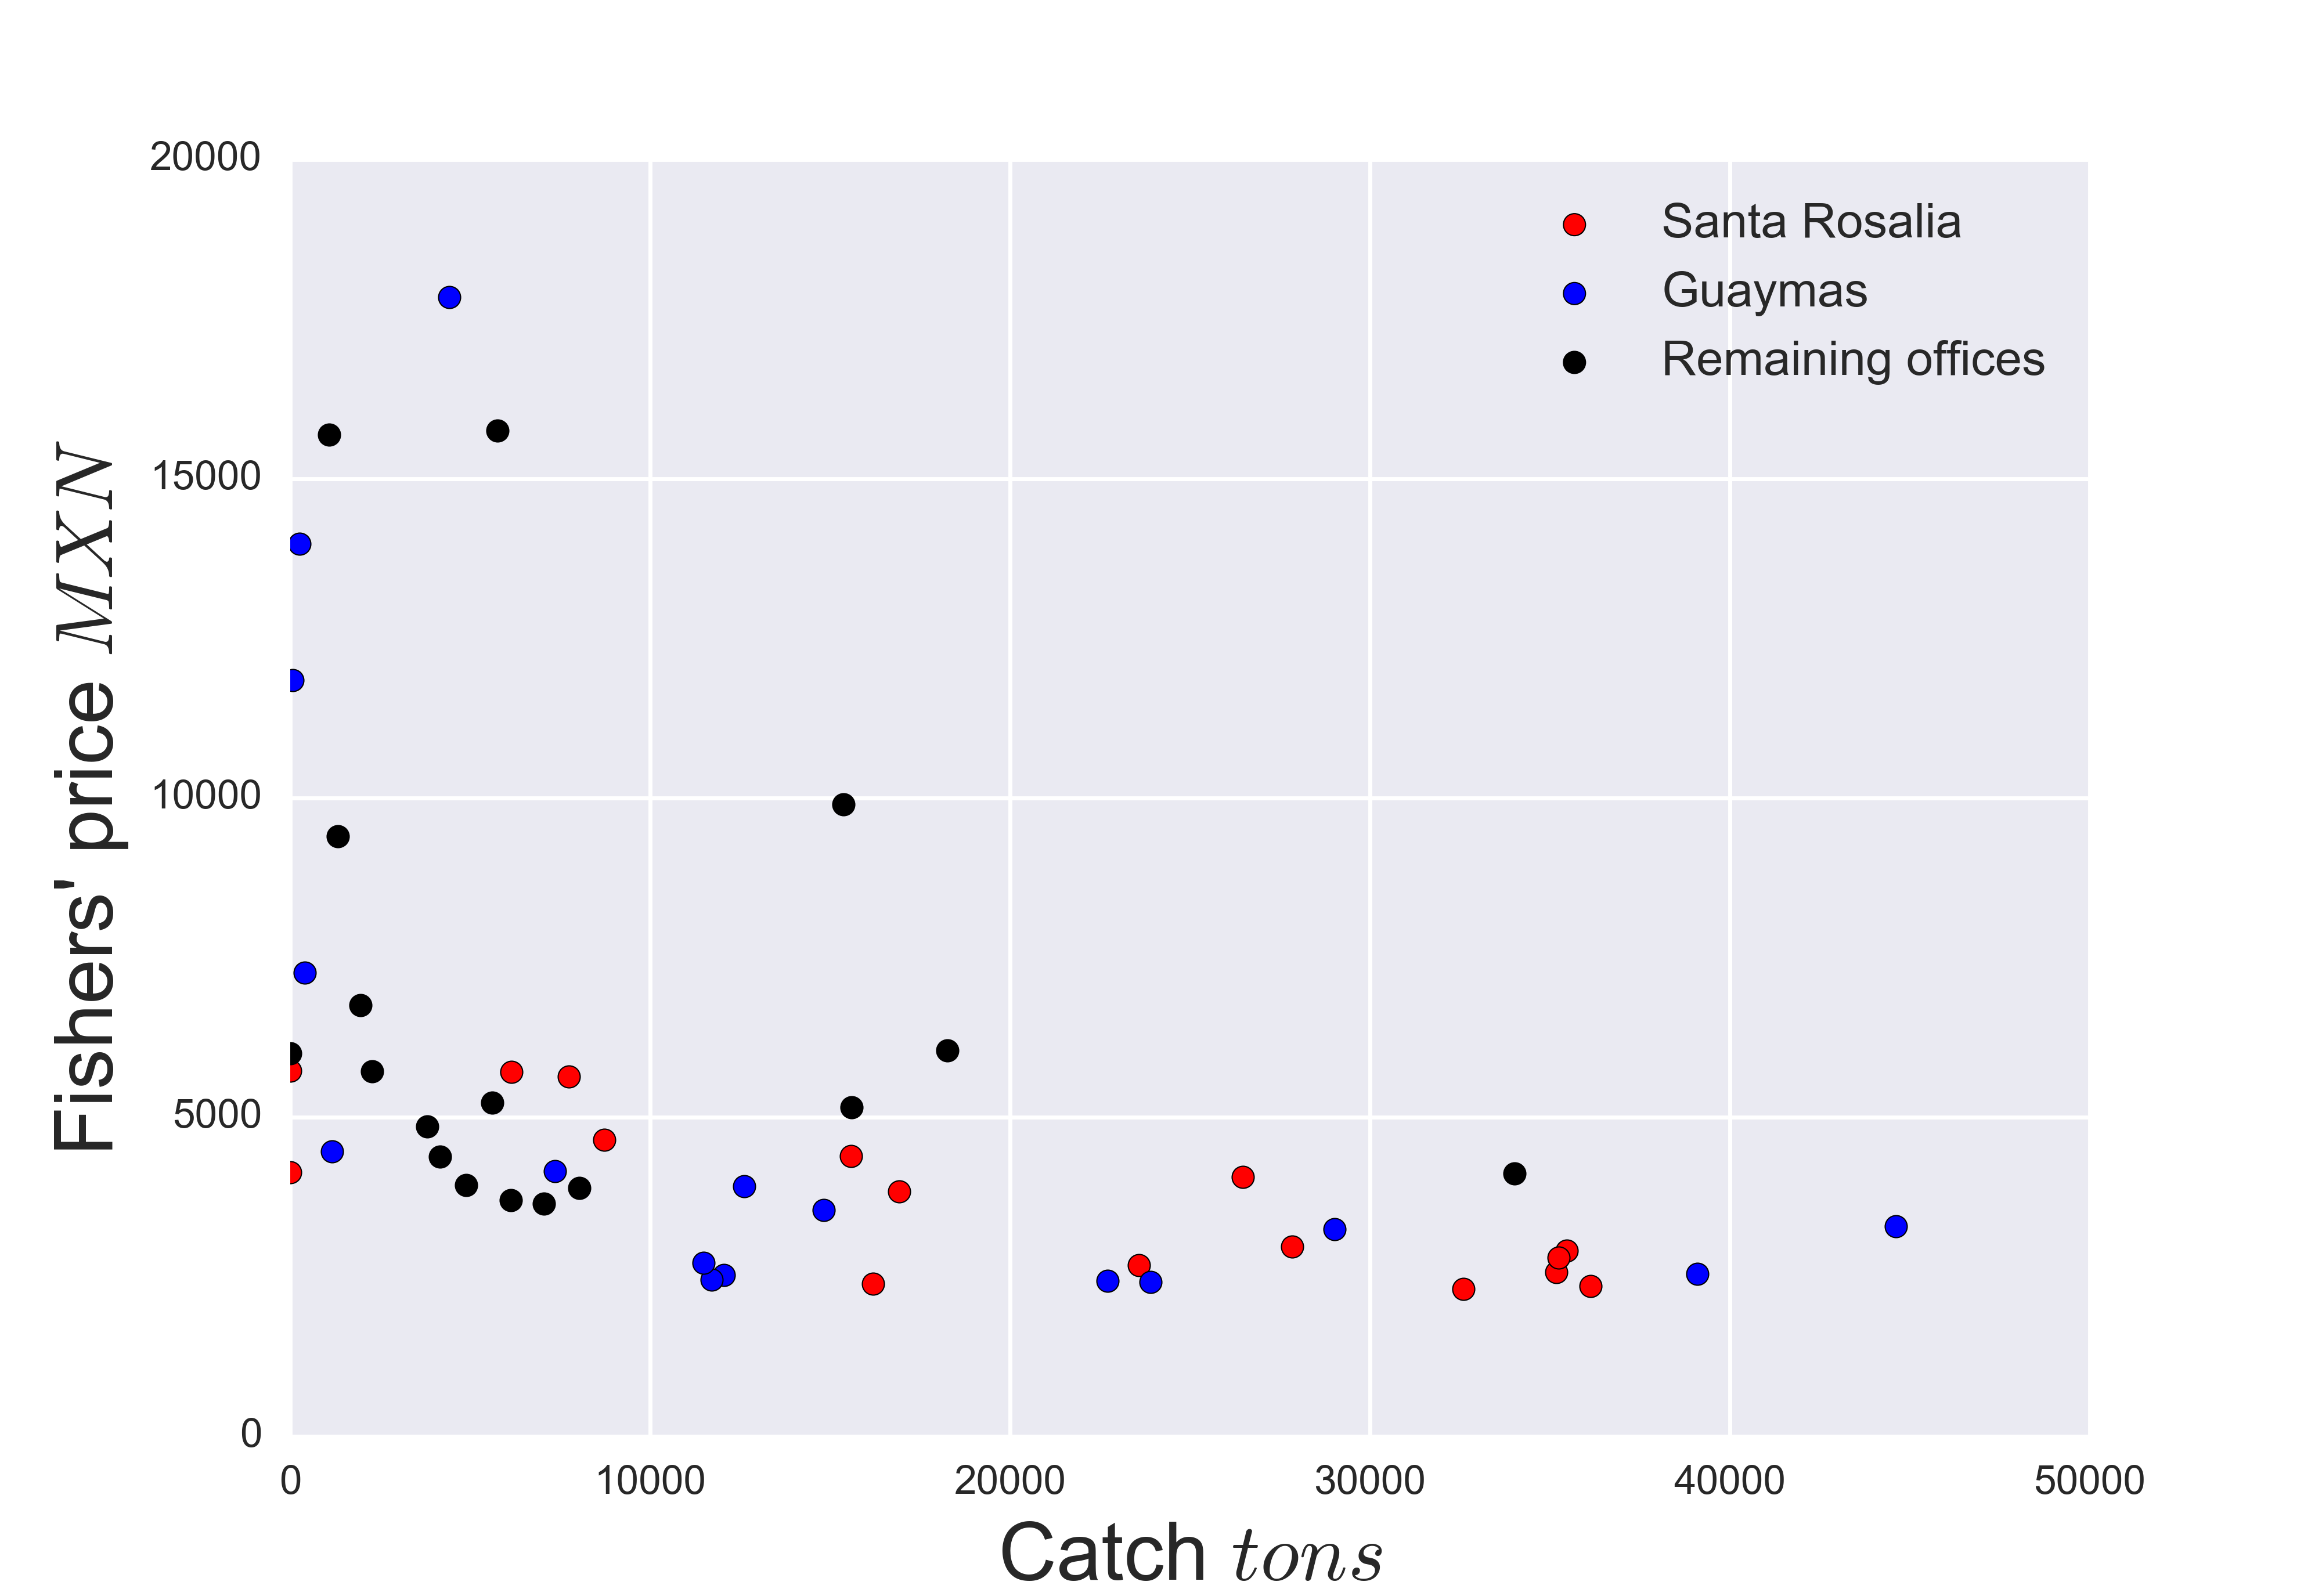 20000
15000
10000
5000
0
0 10000 20000 30000 40000 50000
Fishers' price MXN
Catch tons
Santa Rosalia
Guaymas
Remaining offices